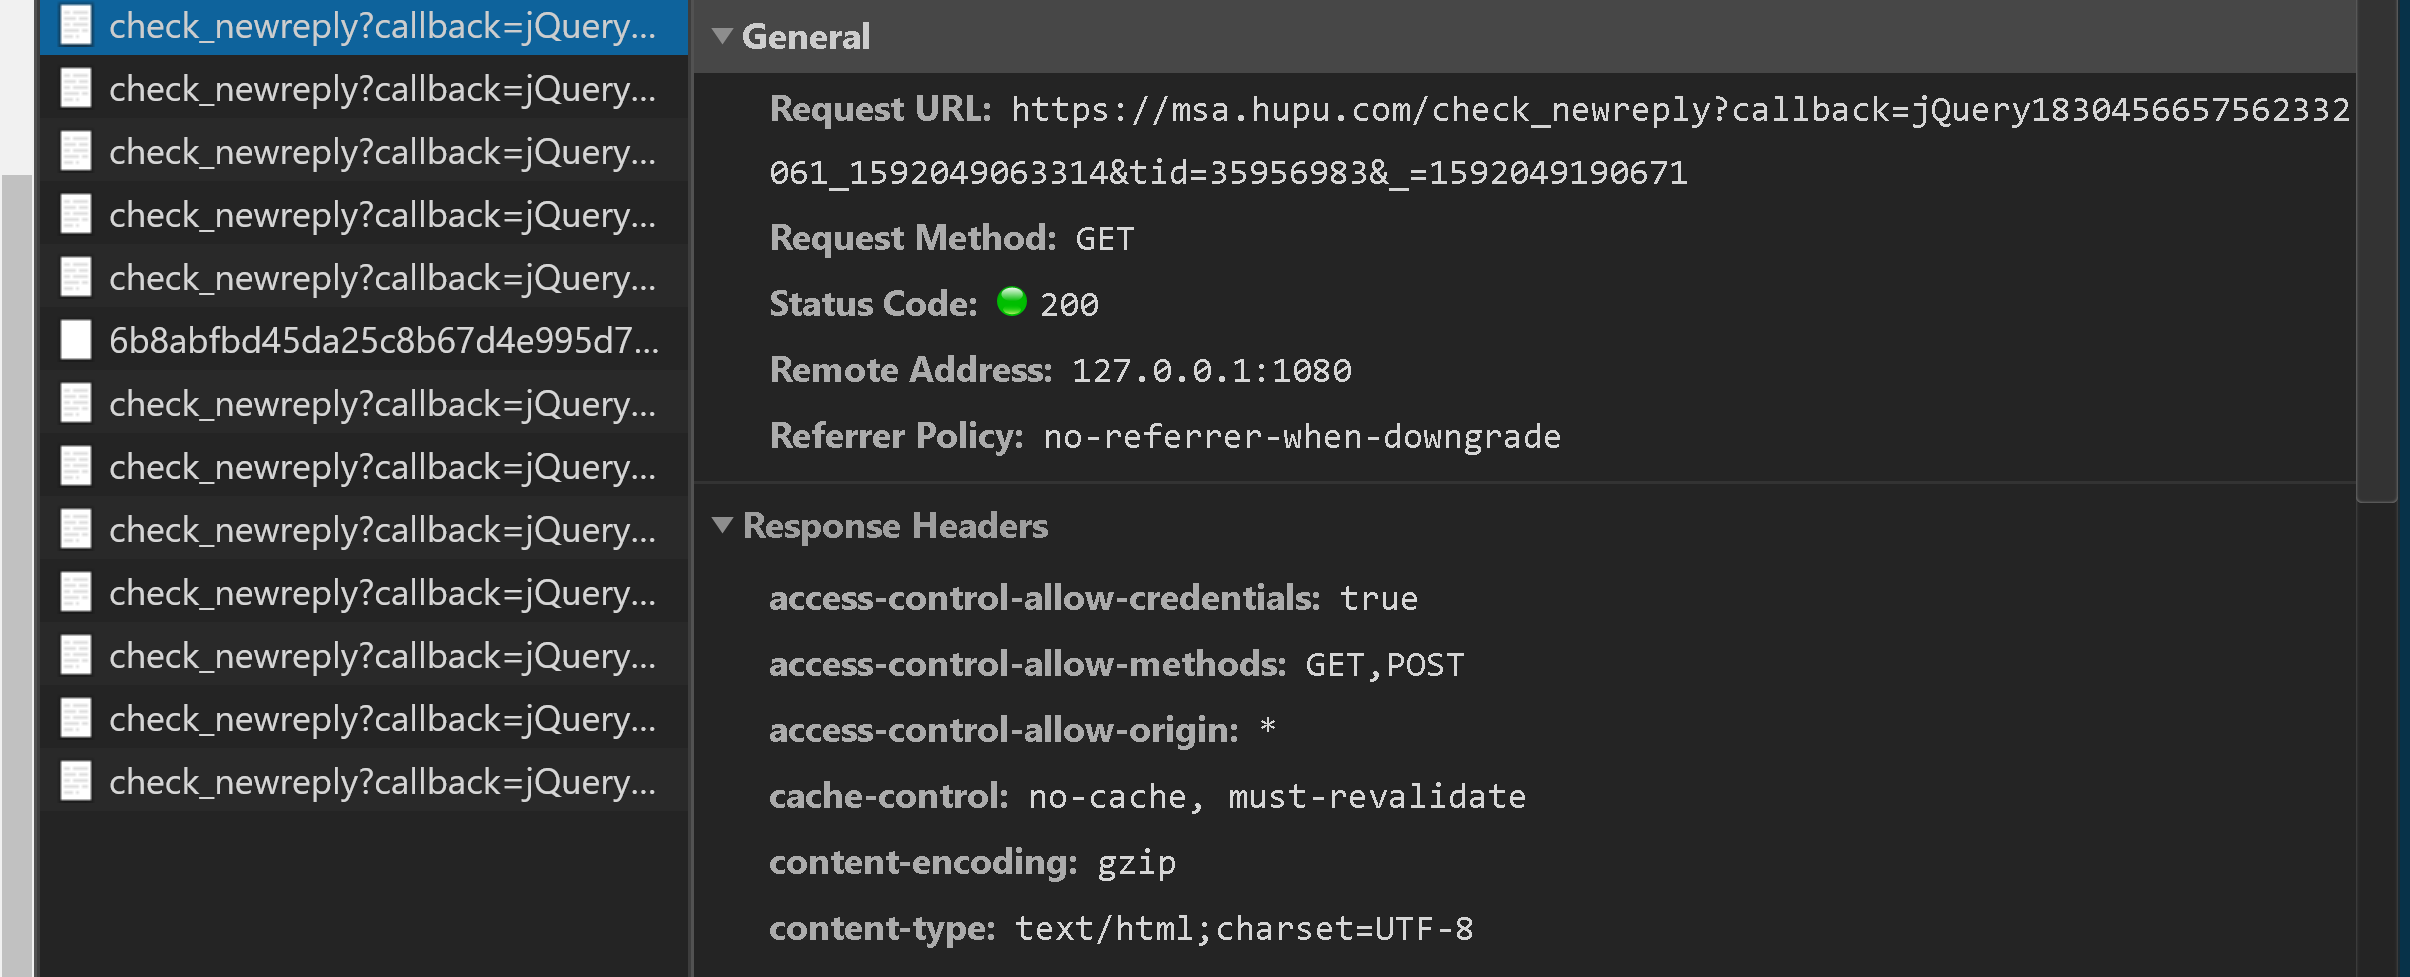 check_newreply?callback=jQuery...
check_newreply?callback=jQuery...
check_newreply?callback=jQuery...
check_newreply?callback=jQuery...
check_newreply?callback=jQuery...
6b8abfbd45da25c8b67d4e995d7...
check_newreply?callback=jQuery...
check_newreply?callback=jQuery...
check_newreply?callback=jQuery...
check_newreply?callback=jQuery...
check_newreply?callback=jQuery...
check_newreply?callback=jQuery...
check_newreply?callback=jQuery...
General
Request URL: https://msa.hupu.com/check_newreply?callback=jQuery1830456657562332
061_1592049063314&tid=35956983&_=1592049190671
Request Method: GET
Status Code: 200
Remote Address: 127.0.0.1:1080
Referrer Policy: no-referrer-when-downgrade
Response Headers
access-control-allow-credentials: true
access-control-allow-methods: GET,POST
access-control-allow-origin: *
cache-control: no-cache, must-revalidate
content-encoding: gzip
content-type: text/html;charset=UTF-8